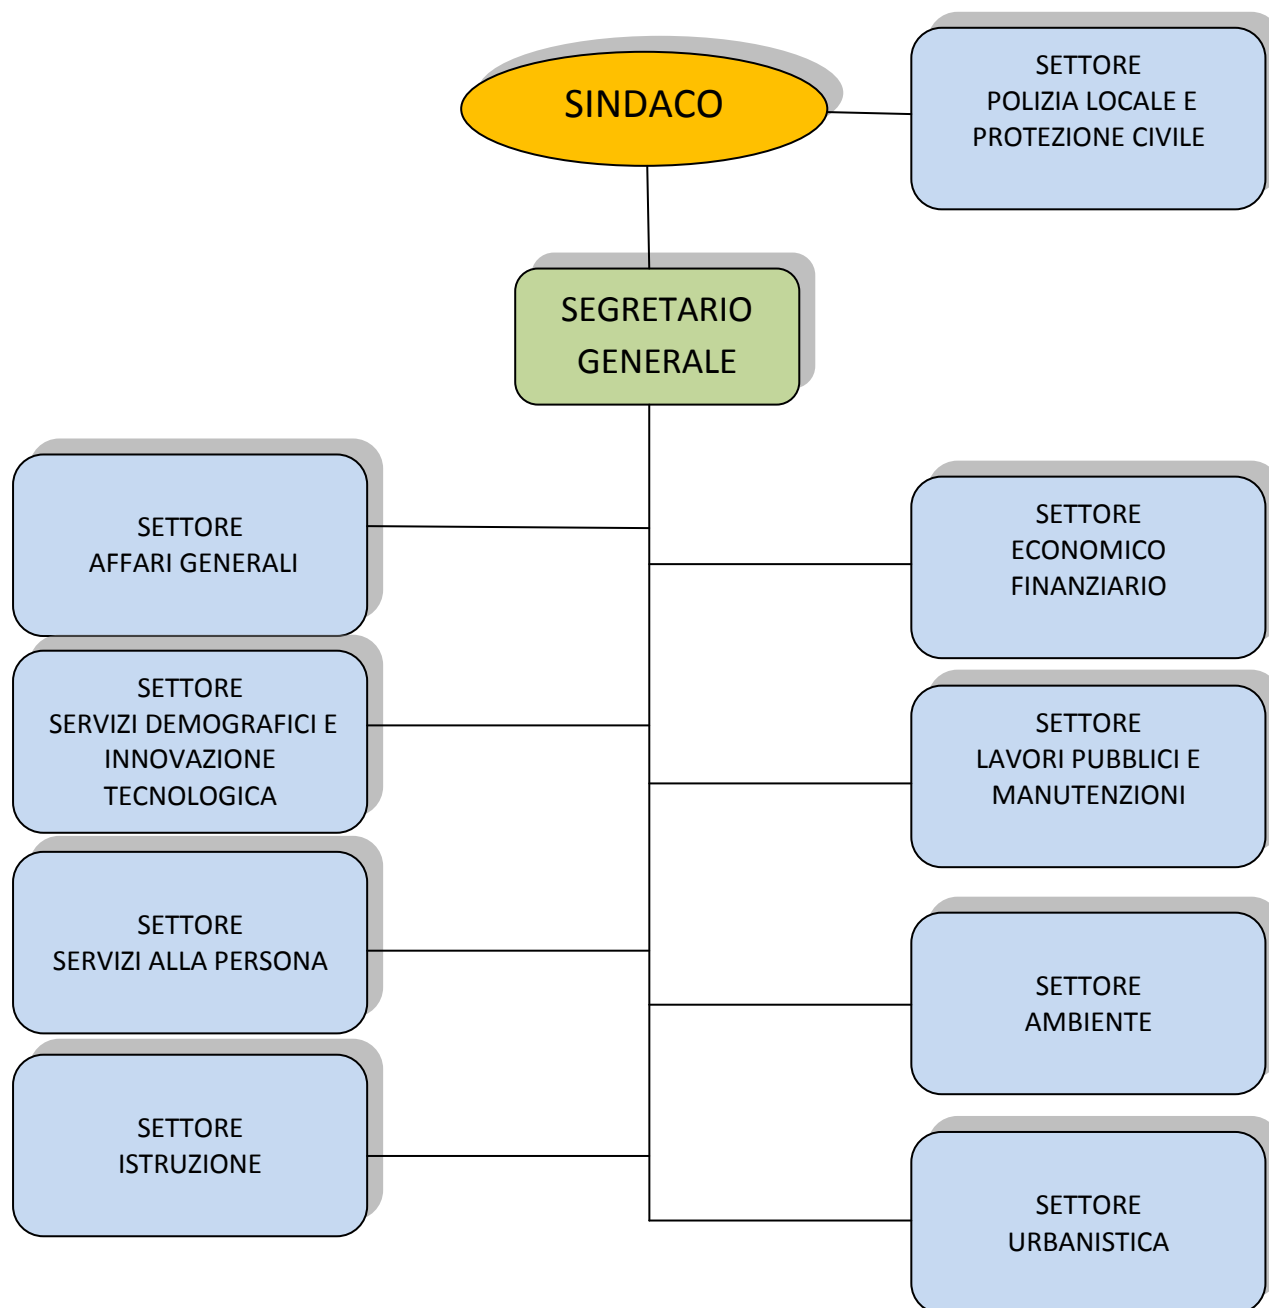 SINDACO
SETTORE
POLIZIA LOCALE E
PROTEZIONE CIVILE
SEGRETARIO
GENERALE
SETTORE
AFFARI GENERALI
SETTORE
ECONOMICO
FINANZIARIO
SETTORE
SERVIZI DEMOGRAFICI E
INNOVAZIONE
TECNOLOGICA
SETTORE
LAVORI PUBBLICI E
MANUTENZIONI
SETTORE
SERVIZI ALLA PERSONA
SETTORE
AMBIENTE
SETTORE
ISTRUZIONE
SETTORE
URBANISTICA